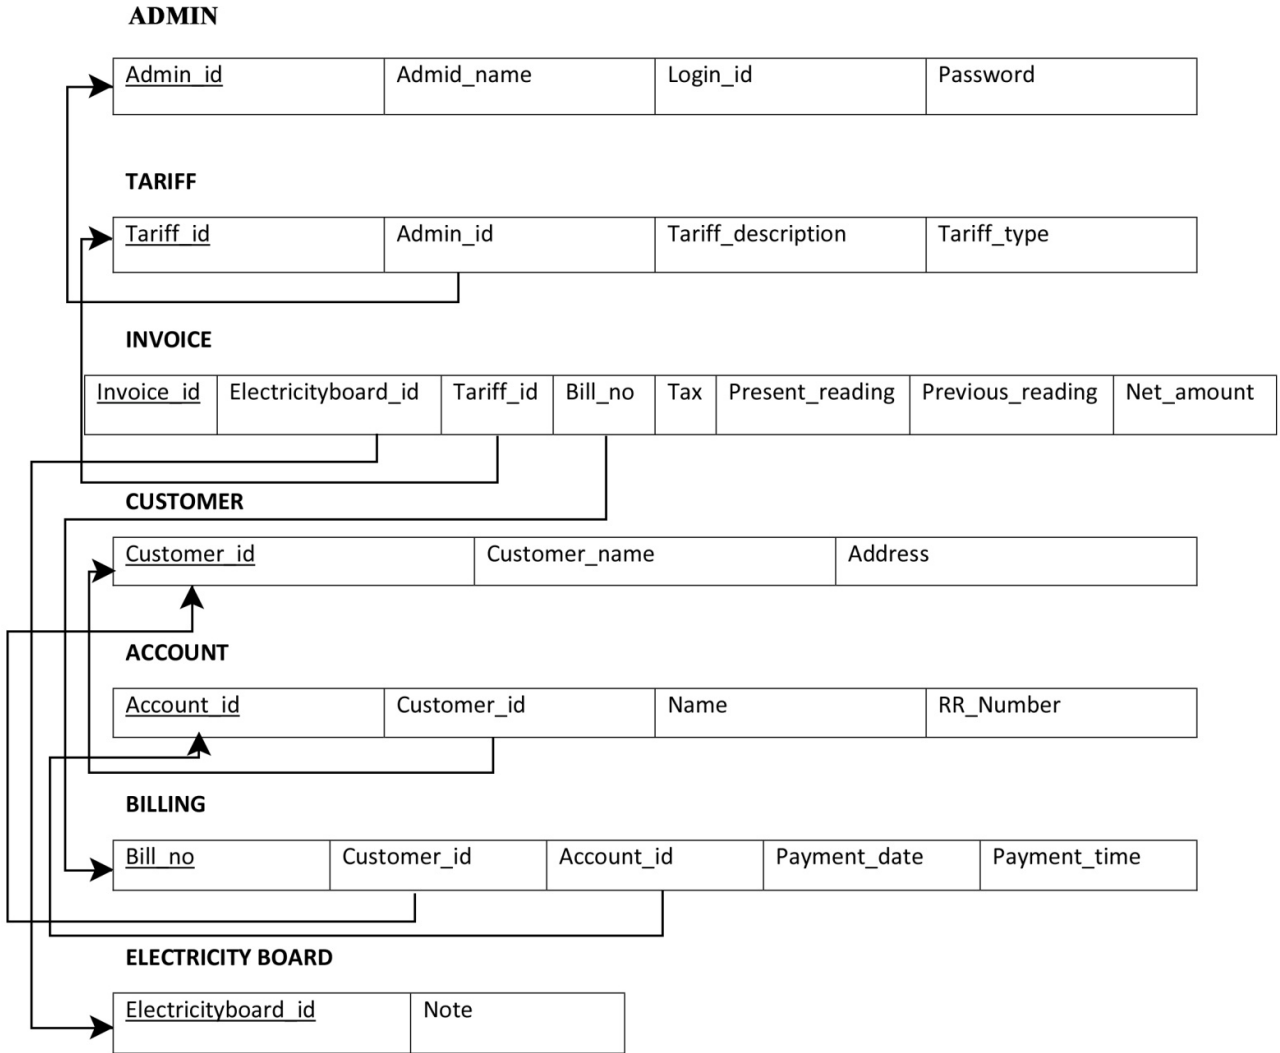 ADMIN
Admin_id Admid_name Login_id Password
TARIFF
Tariff_id Admin_id Tariff_description Tariff_type
INVOICE
Invoice_id Electricityboard_id Tariff_id Bill_no Tax Present_reading Previous_reading Net_amount
CUSTOMER
Customer_id Customer_name Address
ACCOUNT
Account_id Customer_id Name RR_Number
BILLING
Bill_no Customer_id Account_id Payment_date Payment_time
ELECTRICITY BOARD
Electricityboard_id Note